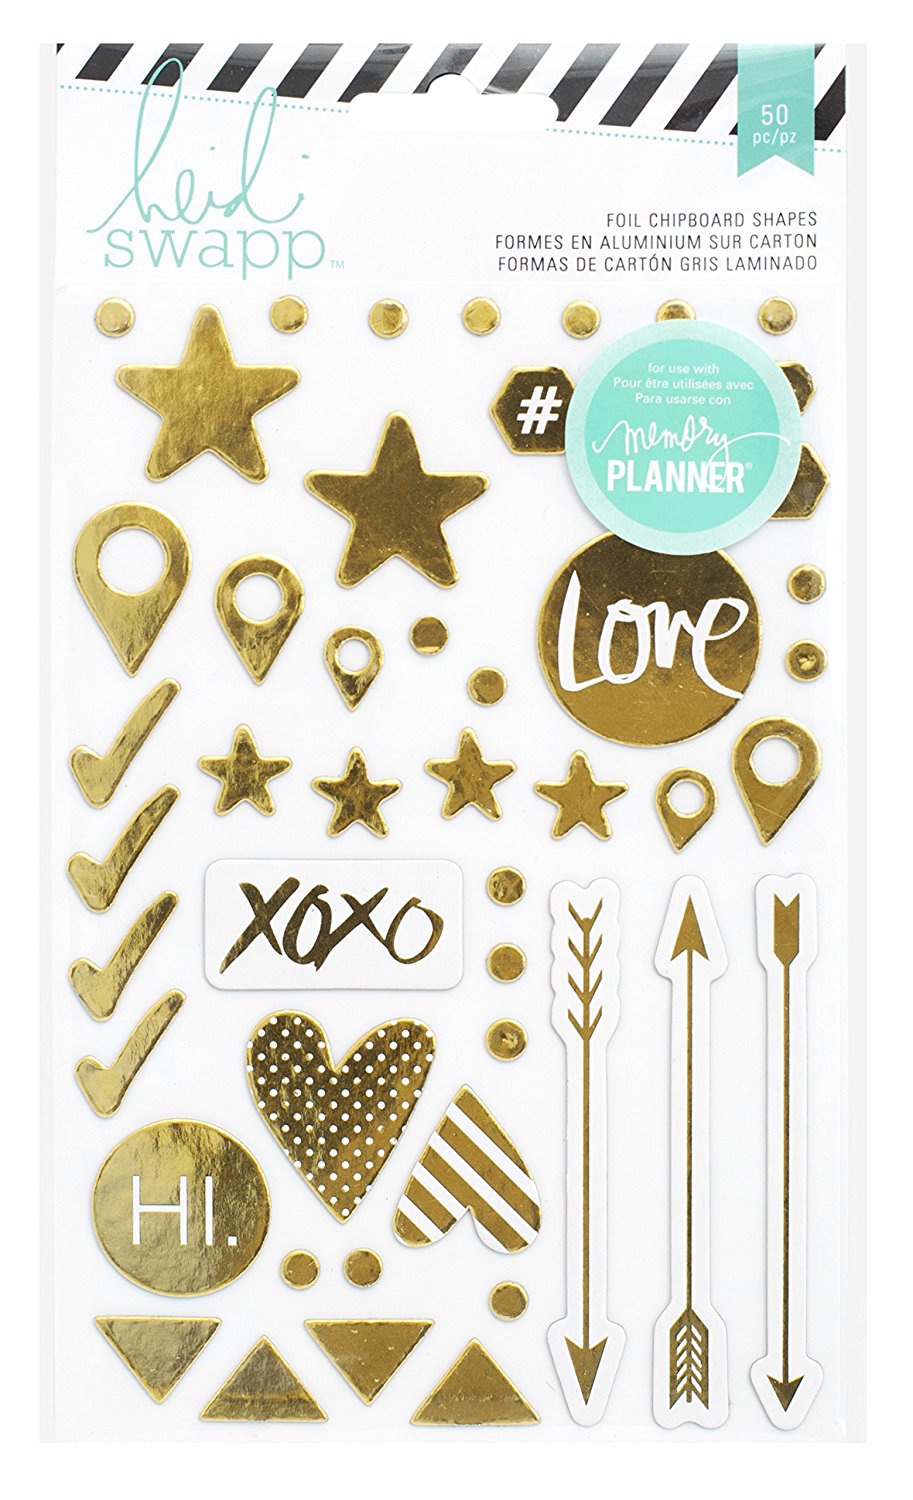 heidi
swapp™
50
pc/pz
FOIL CHIPBOARD SHAPES
FORMES EN ALUMINIUM SUR CARTON
FORMAS DE CARTÓN GRIS LAMINADO
#
for use with
Pour être utilisées avec
Para usarse con
memory
PLANNER®
Love
xoxo
HI.